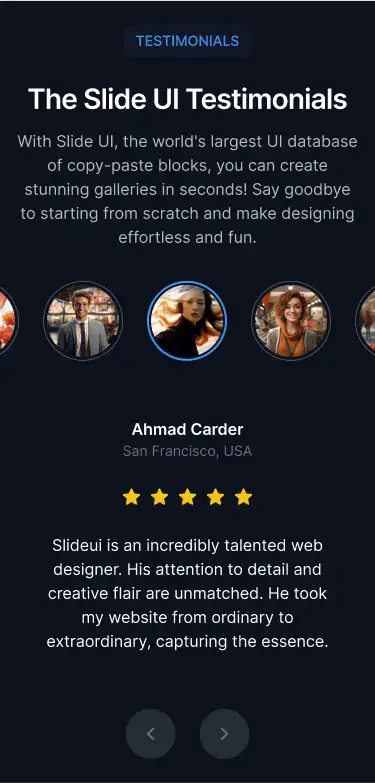 TESTIMONIALS
The Slide UI Testimonials
With Slide UI, the world's largest UI database
of copy-paste blocks, you can create
stunning galleries in seconds! Say goodbye
to starting from scratch and make designing
effortless and fun.
Ahmad Carder
San Francisco, USA
Slideui is an incredibly talented web
designer. His attention to detail and
creative flair are unmatched. He took
my website from ordinary to
extraordinary, capturing the essence.